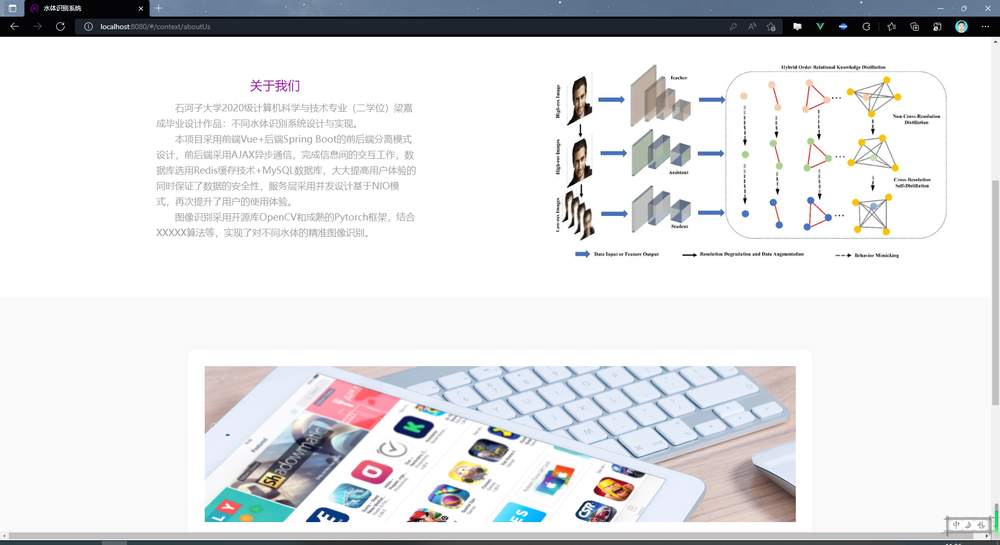 水体识别系统
localhost:8080/#/context/aboutUs
关于我们
石河子大学2020级计算机科学与技术专业（二学位）梁嘉
成毕业设计作品：不同水体识别系统设计与实现。
本项目采用前端Vue+后端Spring Boot的前后端分离模式
设计，前后端采用AJAX异步通信，完成信息间的交互工作，数
据库选用Redis缓存技术+MySQL数据库，大大提高用户体验的
同时保证了数据的安全性，服务层采用并发设计基于NIO模
式，再次提升了用户的使用体验。
图像识别采用开源库OpenCV和成熟的Pytorch框架，结合
XXXXX算法等，实现了对不同水体的精准图像识别。
Hybrid Order Relational Knowledge Distillation
High-res Image
Teacher
Non-Cross-Resolution
Distillation
High-res Images
Assistant
Cross-Resolution
Self-Distillation
Low-res Images
Student
Data Input or Feature Output
Resolution Degradation and Data Augmentation
Behavior Mimicking
Featured
Shadowmatic
Sparkle Epic
Games
CSR
cmd
中